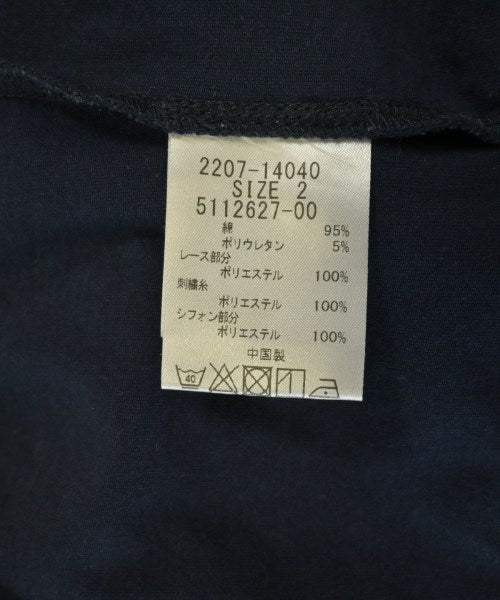 2207-14040
SIZE 2
5112627-00
綿 95%
ポリウレタン 5%
レース部分
ポリエステル 100%
刺繍糸
ポリエステル 100%
シフォン部分
ポリエステル 100%
中国製
40